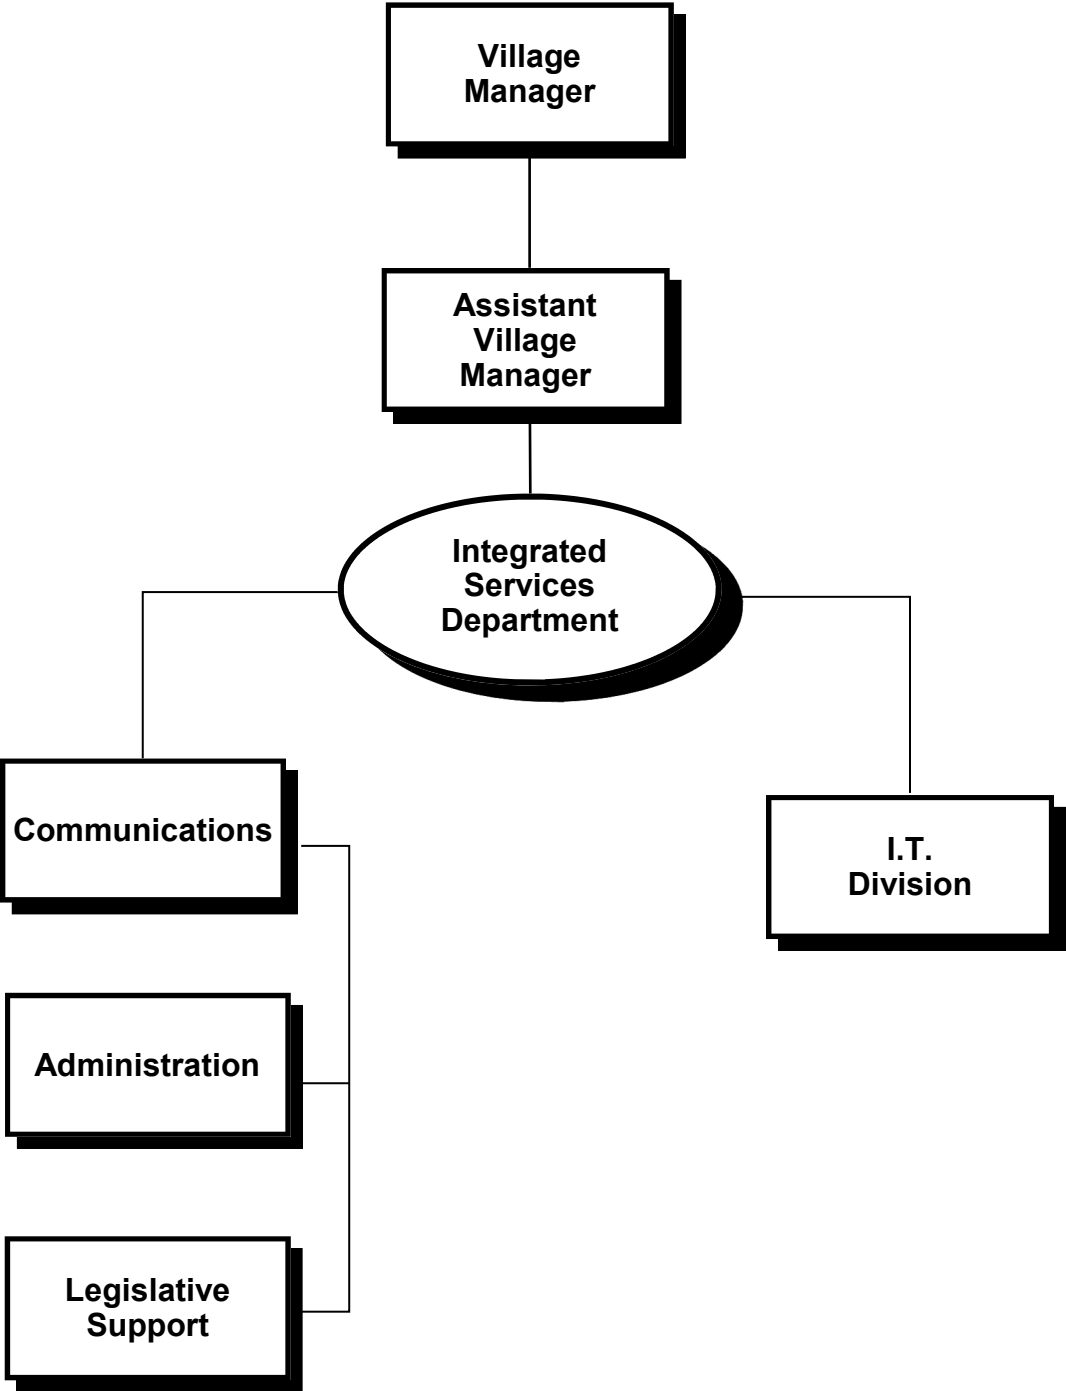 Village
Manager
Assistant
Village
Manager
Integrated
Services
Department
Communications
I.T.
Division
Administration
Legislative
Support